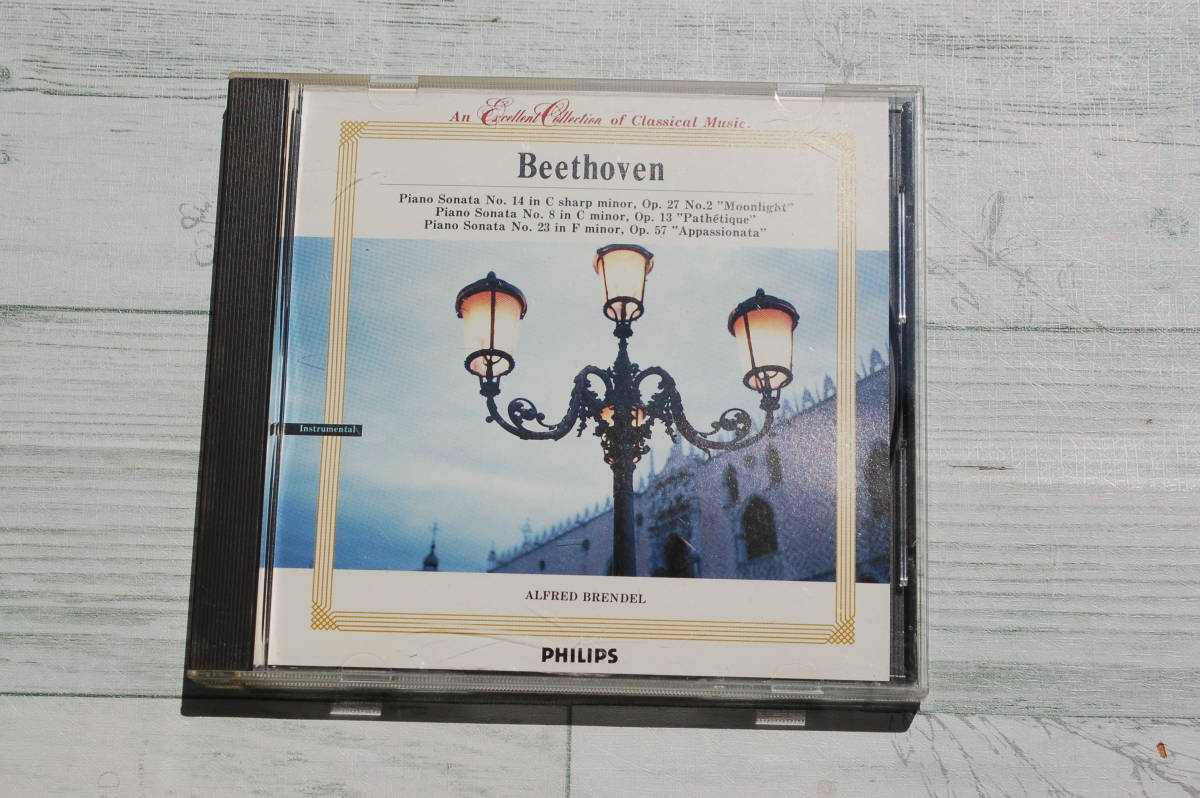 An Excellent Collection of Classical Music.
Beethoven
Piano Sonata No. 14 in C sharp minor, Op. 27 No.2 "Moonlight"
Piano Sonata No. 8 in C minor, Op. 13 "Pathétique"
Piano Sonata No. 23 in F minor, Op. 57 "Appassionata"
Instrumental
ALFRED BRENDEL
PHILIPS